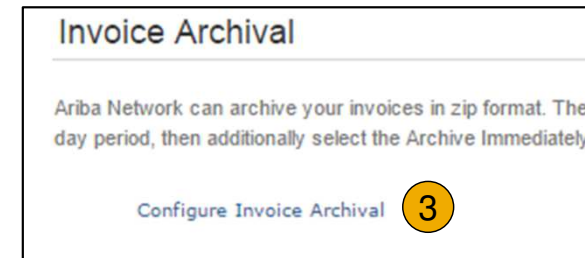 Invoice Archival
Ariba Network can archive your invoices in zip format. The
day period, then additionally select the Archive Immediately
Configure Invoice Archival 3